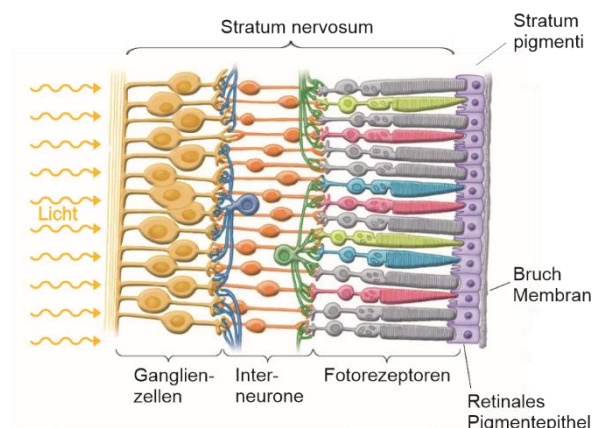 Stratum nervosum
Stratum
pigmenti
Licht
Bruch
Membran
Ganglien-
zellen
Inter-
neurone
Fotorezeptoren
Retinales
Pigmentepithel